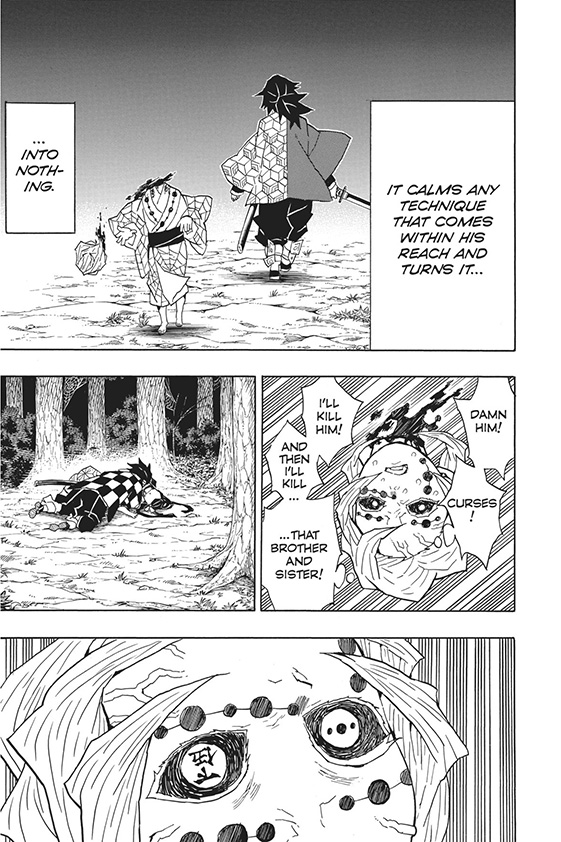 IT CALMS ANY
TECHNIQUE
THAT COMES
WITHIN HIS
REACH AND
TURNS IT...
...
INTO
NOTH-
ING.
DAMN
HIM!
CURSES
!
I'LL
KILL
HIM!
AND
THEN
I'LL
KILL
...
...THAT
BROTHER
AND
SISTER!